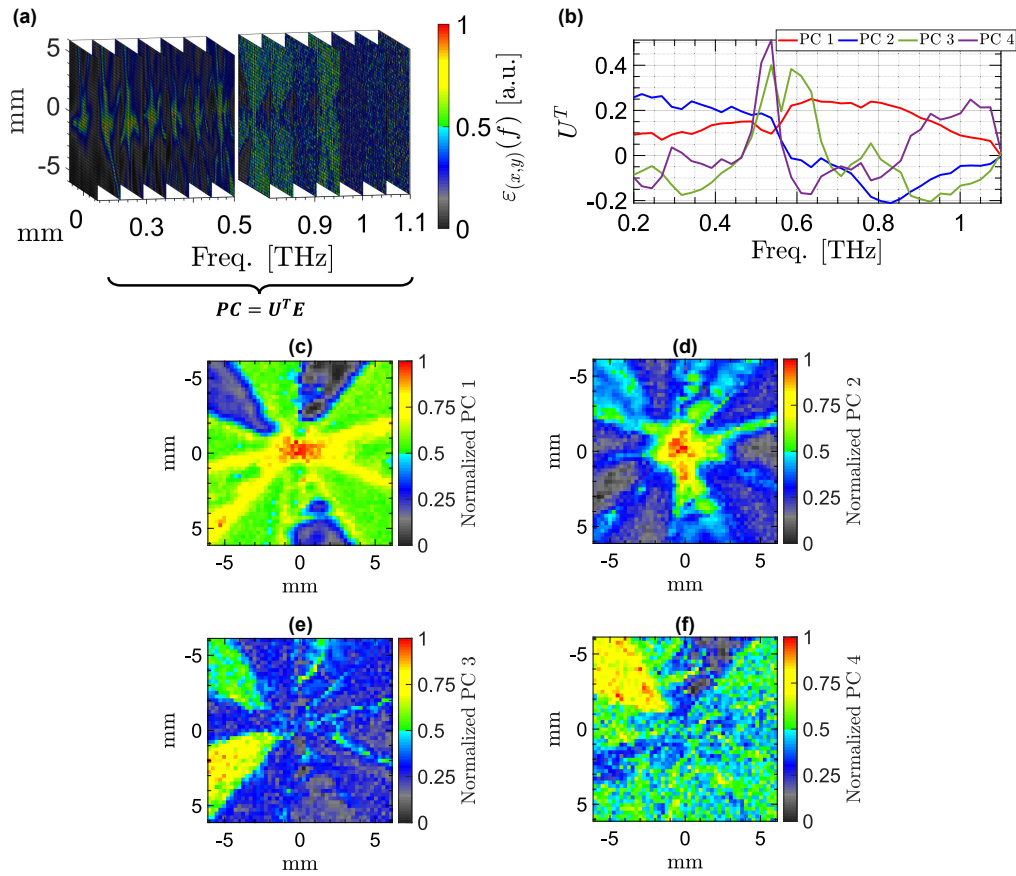 (a)
5
0
-5
mm
0
mm
0.3
0.5
0.7
0.9
1
1.1
Freq. [THz]
1
0.5
0
ε(x,y)(f) [a.u.]
PC = UᵀE
(b)
PC 1 PC 2 PC 3 PC 4
0.4
0.2
0
-0.2
Uᵀ
0.2 0.4 0.6 0.8 1
Freq. [THz]
(c)
-5
0
5
mm
-5 0 5
mm
1
0.75
0.5
0.25
0
Normalized PC 1
(d)
-5
0
5
mm
-5 0 5
mm
1
0.75
0.5
0.25
0
Normalized PC 2
(e)
-5
0
5
mm
-5 0 5
mm
1
0.75
0.5
0.25
0
Normalized PC 3
(f)
-5
0
5
mm
-5 0 5
mm
1
0.75
0.5
0.25
0
Normalized PC 4